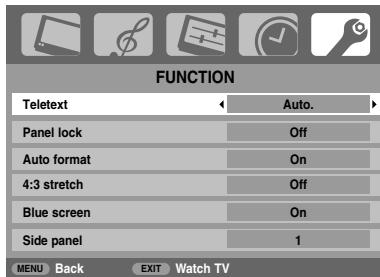 FUNCTION
Teletext Auto.
Panel lock Off
Auto format On
4:3 stretch Off
Blue screen On
Side panel 1
MENU Back EXIT Watch TV